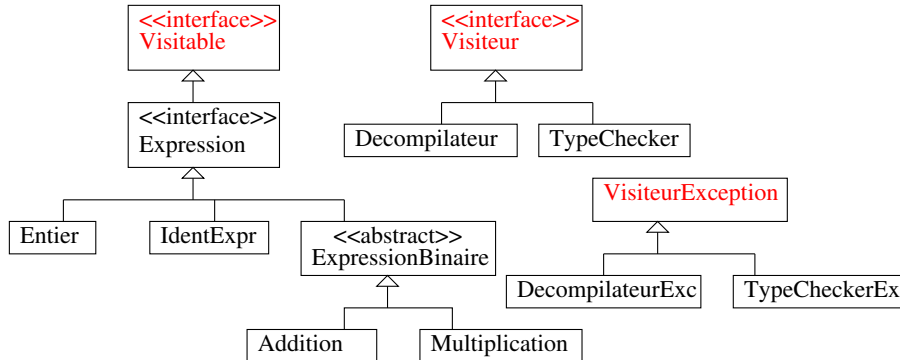 <<interface>>
Visitable
<<interface>>
Visiteur
<<interface>>
Expression
Decompilateur
TypeChecker
VisiteurException
Entier
IdentExpr
<<abstract>>
ExpressionBinaire
DecompilateurExc
TypeCheckerEx
Addition
Multiplication